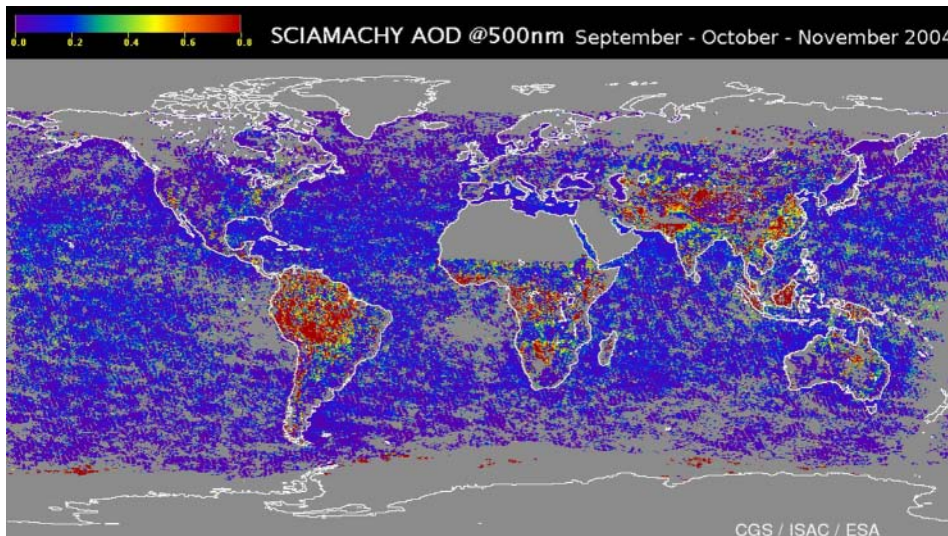 0.0 0.2 0.4 0.6 0.8
SCIAMACHY AOD @500nm September - October - November 2004
CGS / ISAC / ESA